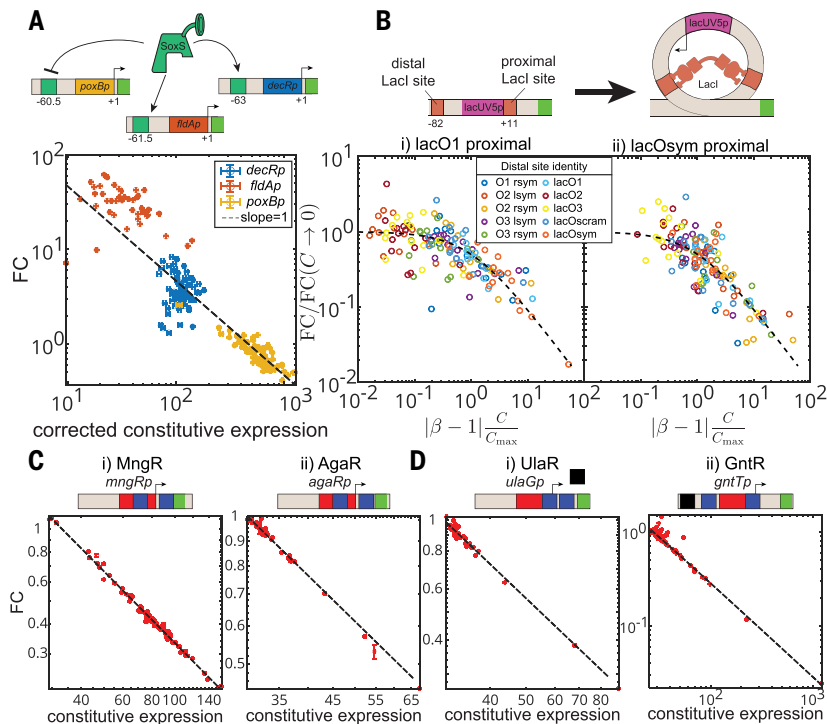 A
SoxS
poxBp
-60.5
+1
decRp
-63
+1
fldAp
-61.5
+1
FC
10^2
10^1
10^0
10^1
10^2
10^3
decRp
fldAp
poxBp
slope=1
corrected constitutive expression
B
distal
LacI site
proximal
LacI site
lacUV5p
-82
+11
lacUV5p
LacI
i) lacO1 proximal
ii) lacOsym proximal
Distal site identity
O1 rsym
lacO1
O2 lsym
lacO2
O2 rsym
lacO3
O3 lsym
lacOscram
O3 rsym
lacOsym
FC/FC(C → 0)
10^1
10^0
10^-1
10^-2
10^-2
10^-1
10^0
10^1
10^2
10^-2
10^-1
10^0
10^1
10^2
|β − 1| C/C_max
|β − 1| C/C_max
C
i) MngR
mngRp
FC
1
0.8
0.6
0.4
0.3
40
60
80
100
140
constitutive expression
ii) AgaR
agaRp
1
0.9
0.8
0.7
0.6
0.5
35
45
55
65
constitutive expression
D
i) UlaR
ulaGp
1
0.8
0.6
0.4
40
50
60
70
80
constitutive expression
ii) GntR
gntTp
10^0
10^-1
10^2
10^3
constitutive expression